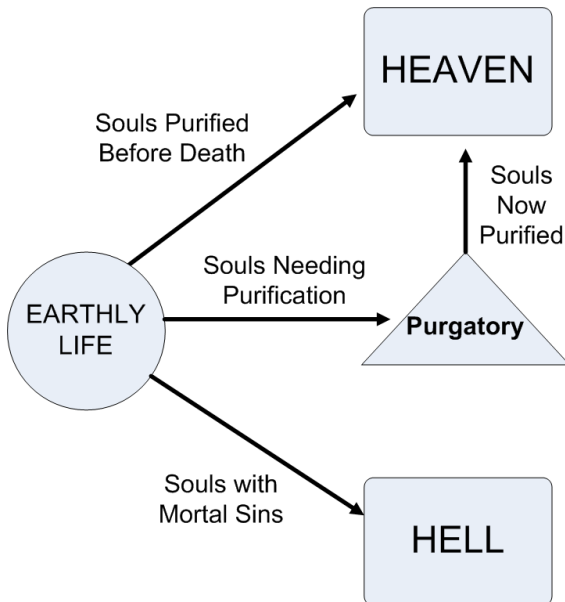 HEAVEN
Souls Purified
Before Death
Souls
Now
Purified
Souls Needing
Purification
EARTHLY
LIFE
Purgatory
Souls with
Mortal Sins
HELL